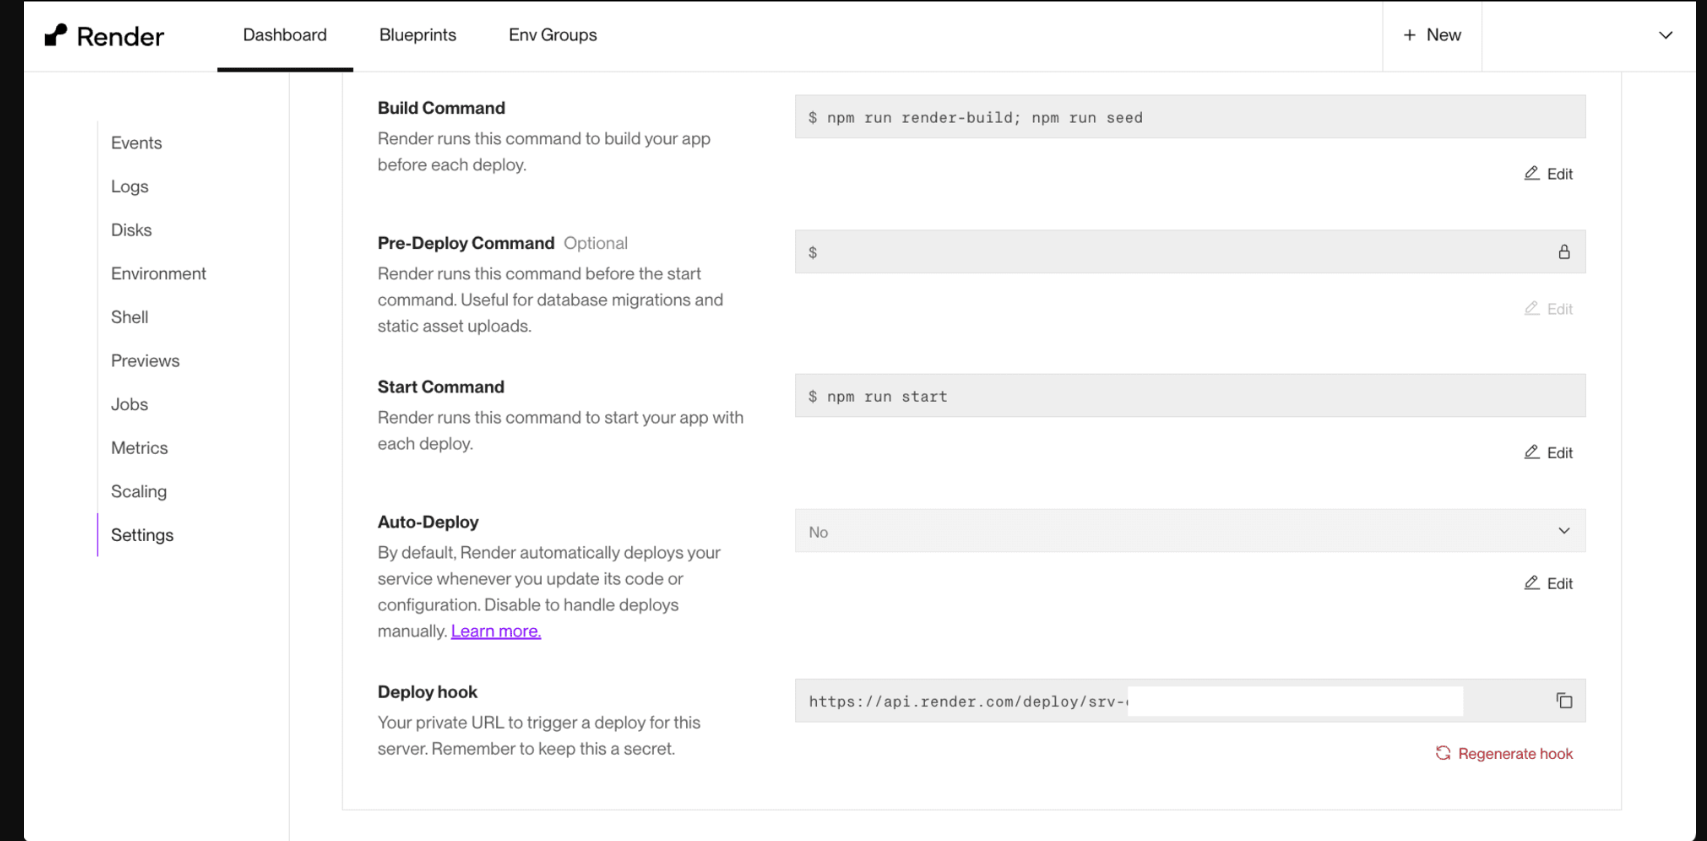 Render
Dashboard
Blueprints
Env Groups
+ New
Events
Logs
Disks
Environment
Shell
Previews
Jobs
Metrics
Scaling
Settings
Build Command
Render runs this command to build your app
before each deploy.
$ npm run render-build; npm run seed
Edit
Pre-Deploy Command Optional
Render runs this command before the start
command. Useful for database migrations and
static asset uploads.
$
Edit
Start Command
Render runs this command to start your app with
each deploy.
$ npm run start
Edit
Auto-Deploy
By default, Render automatically deploys your
service whenever you update its code or
configuration. Disable to handle deploys
manually. Learn more.
No
Edit
Deploy hook
Your private URL to trigger a deploy for this
server. Remember to keep this a secret.
https://api.render.com/deploy/srv-
Regenerate hook